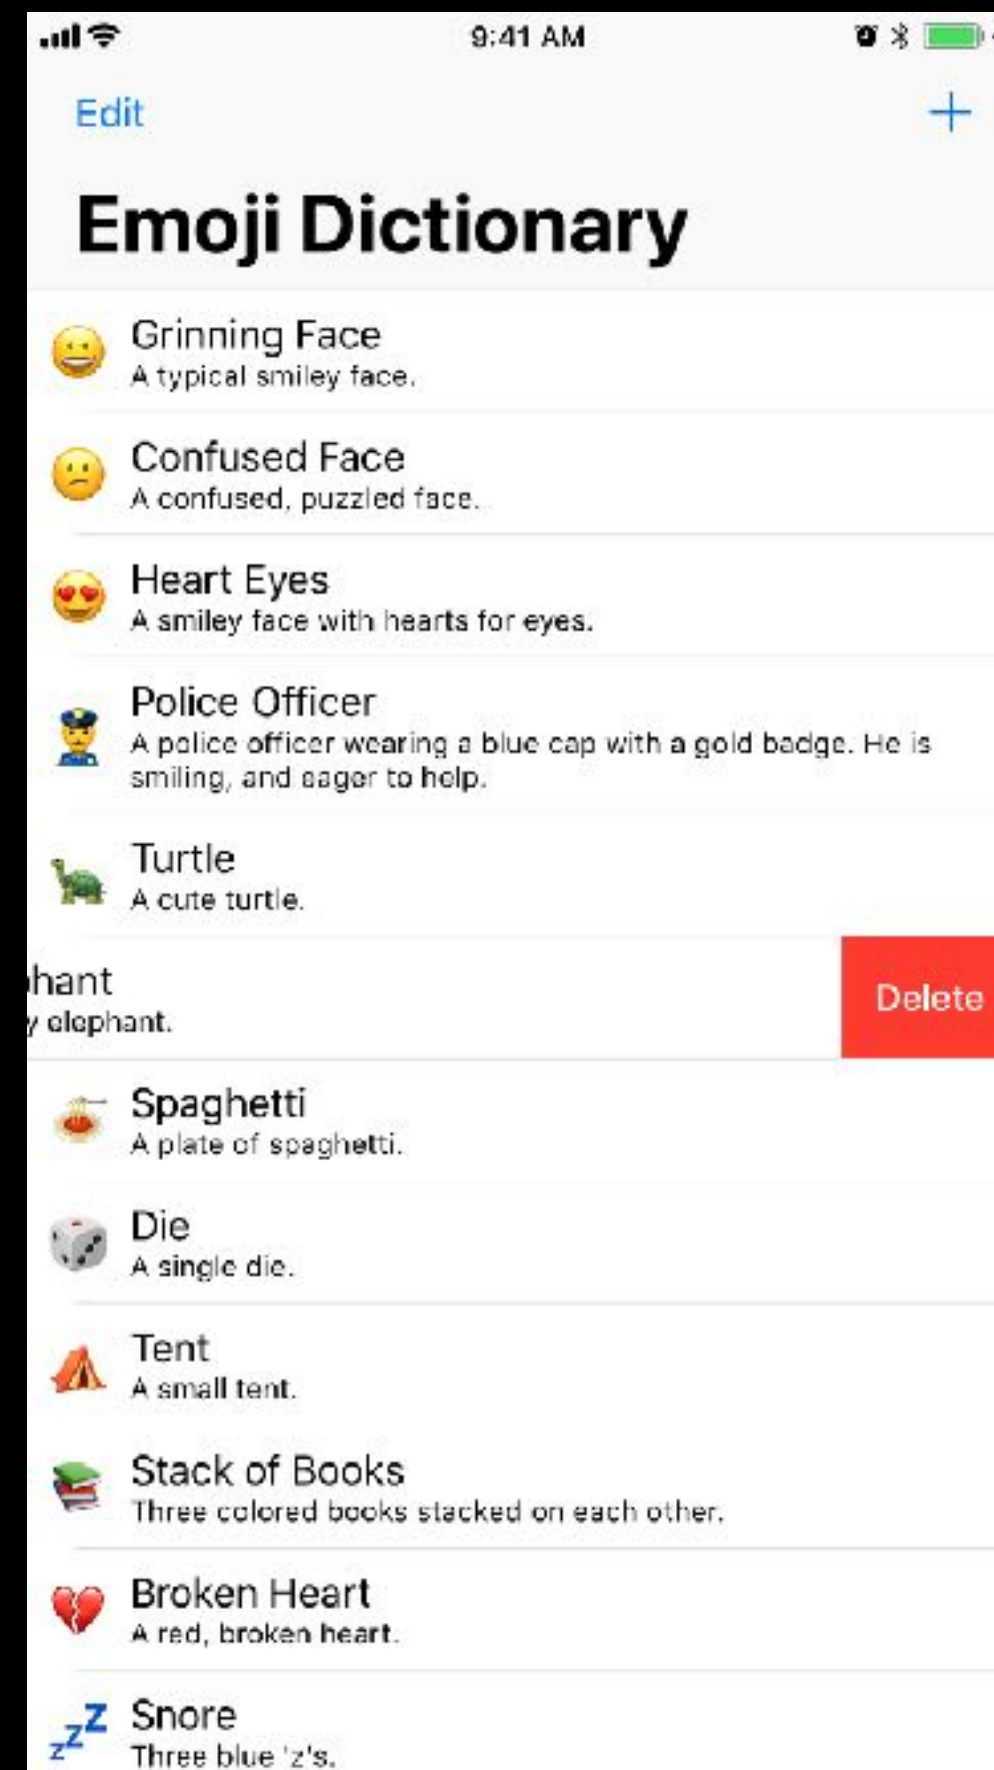 9:41 AM
Edit
Emoji Dictionary
Grinning Face
A typical smiley face.
Confused Face
A confused, puzzled face.
Heart Eyes
A smiley face with hearts for eyes.
Police Officer
A police officer wearing a blue cap with a gold badge. He is
smiling, and eager to help.
Turtle
A cute turtle.
hant
Delete
y elephant.
Spaghetti
A plate of spaghetti.
Die
A single die.
Tent
A small tent.
Stack of Books
Three colored books stacked on each other.
Broken Heart
A red, broken heart.
Snore
Three blue 'z's.